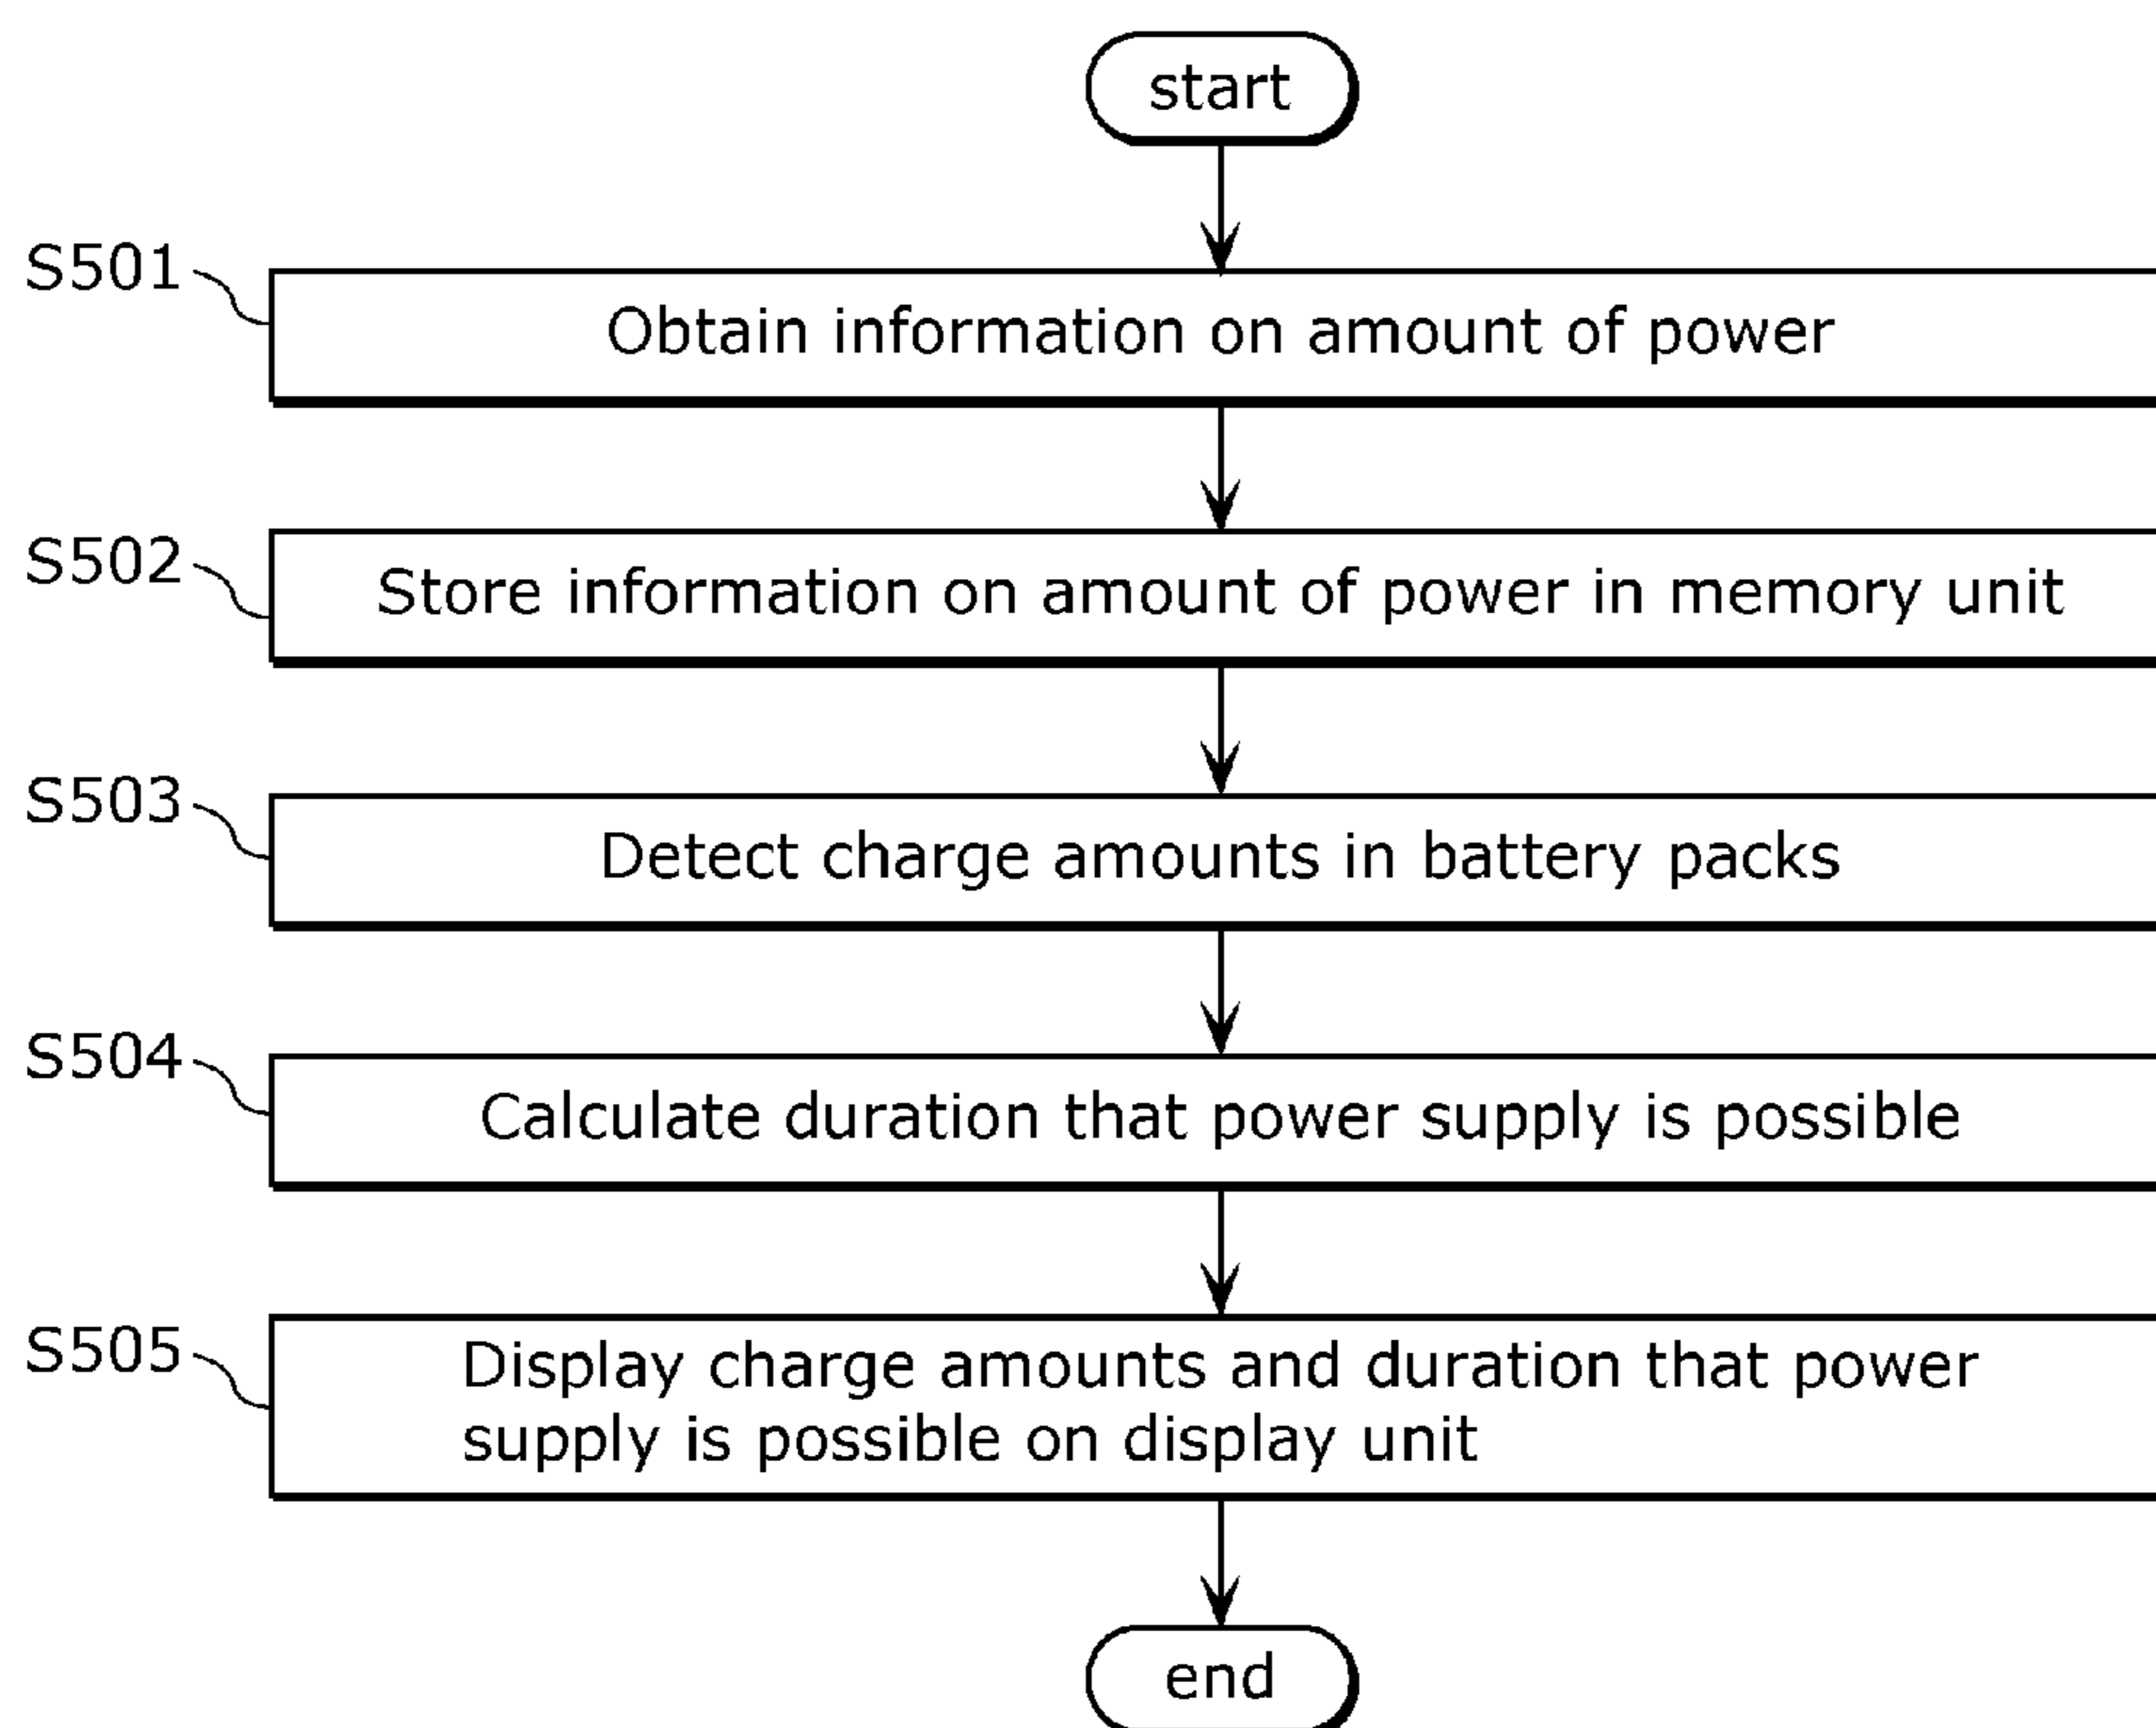 start
S501
Obtain information on amount of power
S502
Store information on amount of power in memory unit
S503
Detect charge amounts in battery packs
S504
Calculate duration that power supply is possible
S505
Display charge amounts and duration that power
supply is possible on display unit
end